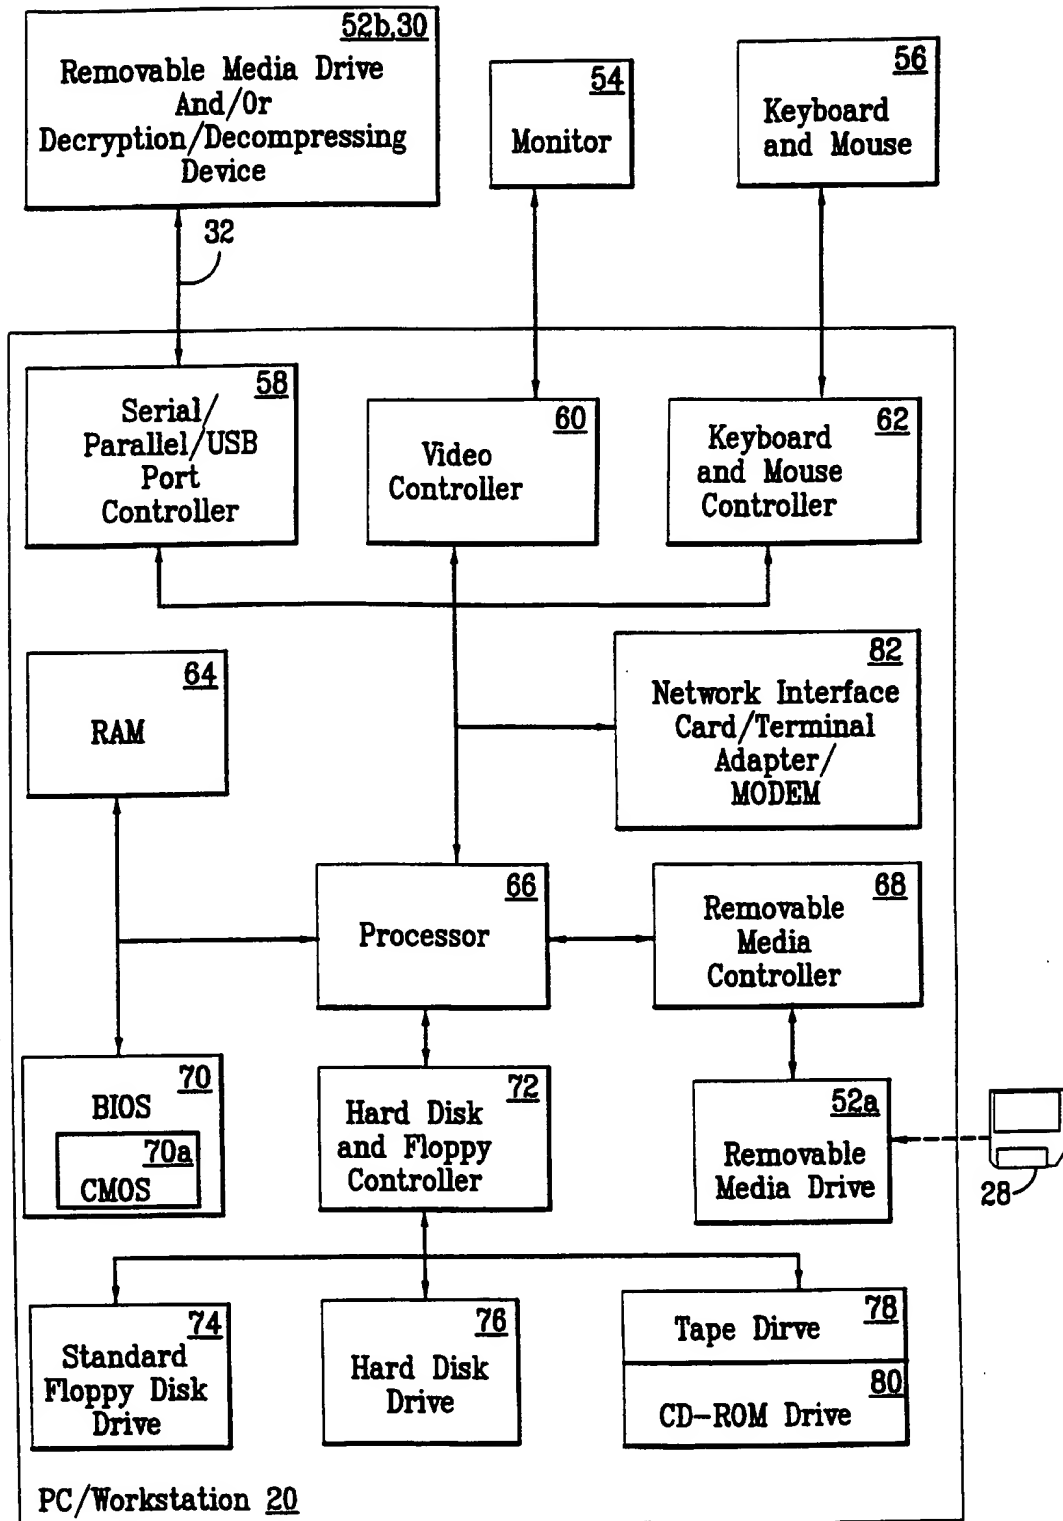 52b,30
Removable Media Drive
And/Or
Decryption/Decompressing
Device
54
Monitor
56
Keyboard
and Mouse
32
58
Serial/
Parallel/USB
Port
Controller
60
Video
Controller
62
Keyboard
and Mouse
Controller
64
RAM
82
Network Interface
Card/Terminal
Adapter/
MODEM
66
Processor
68
Removable
Media
Controller
70
BIOS
70a
CMOS
72
Hard Disk
and Floppy
Controller
52a
Removable
Media Drive
28
74
Standard
Floppy Disk
Drive
76
Hard Disk
Drive
78
Tape Dirve
80
CD-ROM Drive
PC/Workstation 20